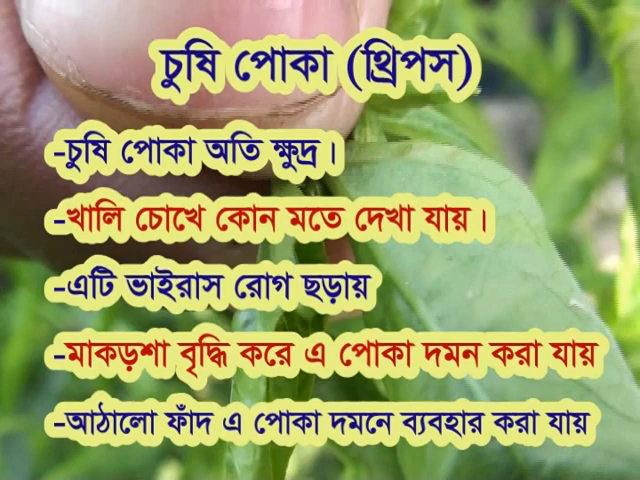 চুষি পোকা (থ্রিপস)
-চুষি পোকা অতি ক্ষুদ্র।
-খালি চোখে কোন মতে দেখা যায়।
-এটি ভাইরাস রোগ ছড়ায়
-মাকড়শা বৃদ্ধি করে এ পোকা দমন করা যায়
-আঠালো ফাঁদ এ পোকা দমনে ব্যবহার করা যায়